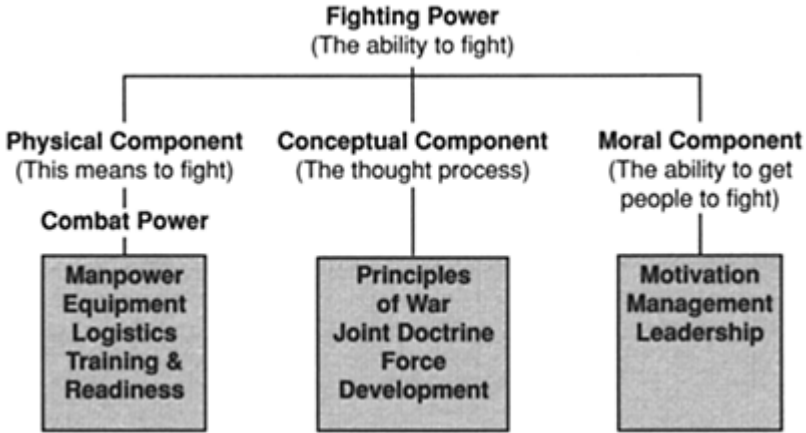 Fighting Power
(The ability to fight)
Physical Component
(This means to fight)
Combat Power
Manpower
Equipment
Logistics
Training &
Readiness
Conceptual Component
(The thought process)
Principles
of War
Joint Doctrine
Force
Development
Moral Component
(The ability to get
people to fight)
Motivation
Management
Leadership